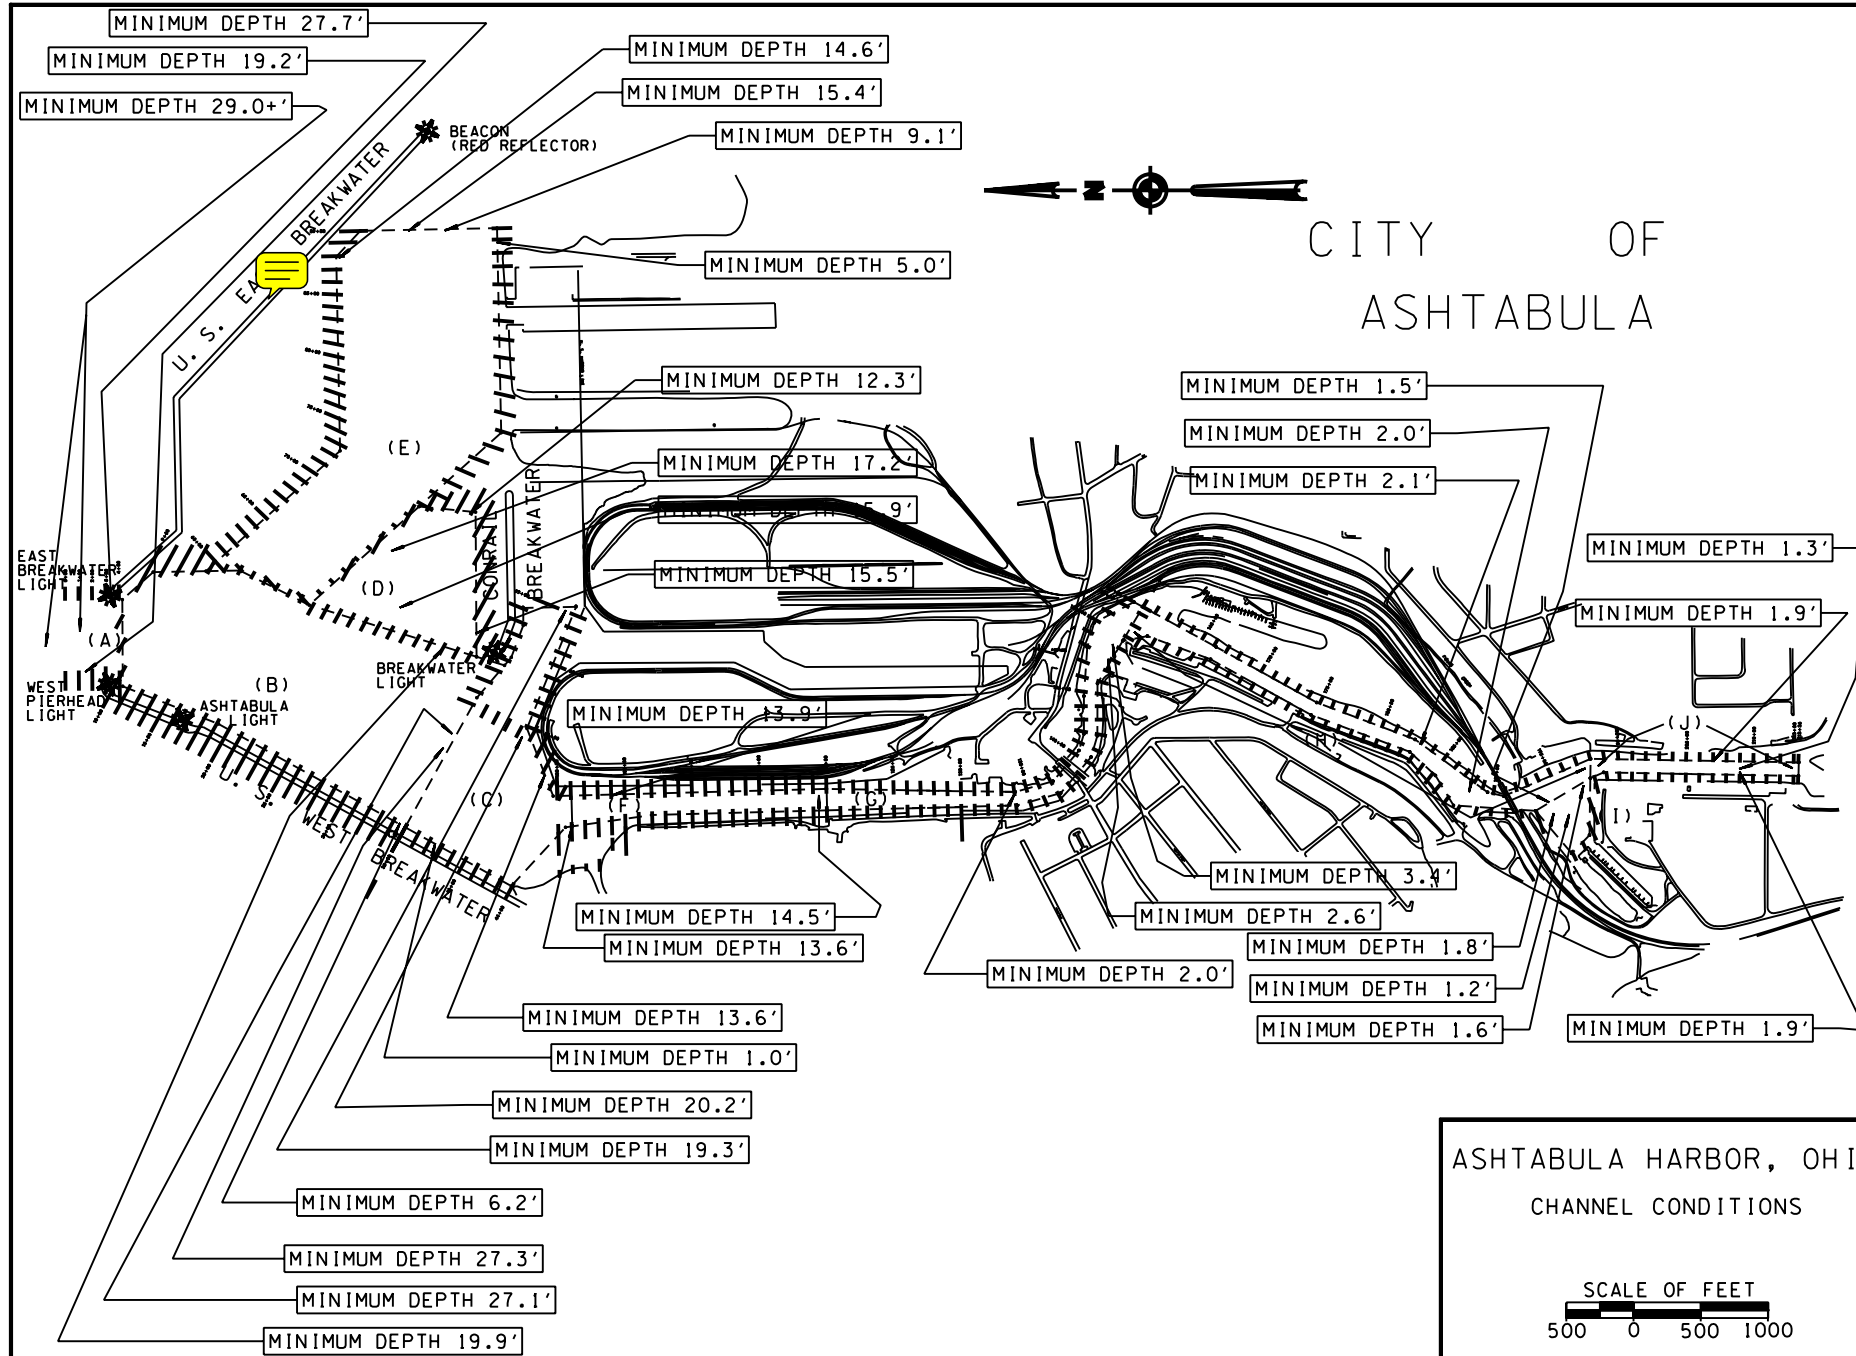 MINIMUM DEPTH 27.7'
MINIMUM DEPTH 19.2'
MINIMUM DEPTH 29.0+'
MINIMUM DEPTH 14.6'
MINIMUM DEPTH 15.4'
MINIMUM DEPTH 9.1'
BEACON
(RED REFLECTOR)
BREAKWATER
U. S.
N
CITY OF
ASHTABULA
MINIMUM DEPTH 5.0'
MINIMUM DEPTH 12.3'
MINIMUM DEPTH 17.2'
MINIMUM DEPTH
MINIMUM DEPTH 15.5'
MINIMUM DEPTH 1.5'
MINIMUM DEPTH 2.0'
MINIMUM DEPTH 2.1'
MINIMUM DEPTH 1.3'
MINIMUM DEPTH 1.9'
(E)
(D)
CONRAIL
BREAKWATER
EAST
BREAKWATER
LIGHT
(A)
WEST
PIERHEAD
LIGHT
(B)
ASHTABULA
LIGHT
BREAKWATER
LIGHT
MINIMUM DEPTH 13.9'
(C)
(F)
(G)
(H)
(J)
I)
S.
WEST
BREAKWATER
MINIMUM DEPTH 3.4'
MINIMUM DEPTH 14.5'
MINIMUM DEPTH 2.6'
MINIMUM DEPTH 13.6'
MINIMUM DEPTH 1.8'
MINIMUM DEPTH 2.0'
MINIMUM DEPTH 1.2'
MINIMUM DEPTH 13.6'
MINIMUM DEPTH 1.6'
MINIMUM DEPTH 1.9'
MINIMUM DEPTH 1.0'
MINIMUM DEPTH 20.2'
MINIMUM DEPTH 19.3'
MINIMUM DEPTH 6.2'
MINIMUM DEPTH 27.3'
MINIMUM DEPTH 27.1'
MINIMUM DEPTH 19.9'
ASHTABULA HARBOR, OHI
CHANNEL CONDITIONS
SCALE OF FEET
500 0 500 1000